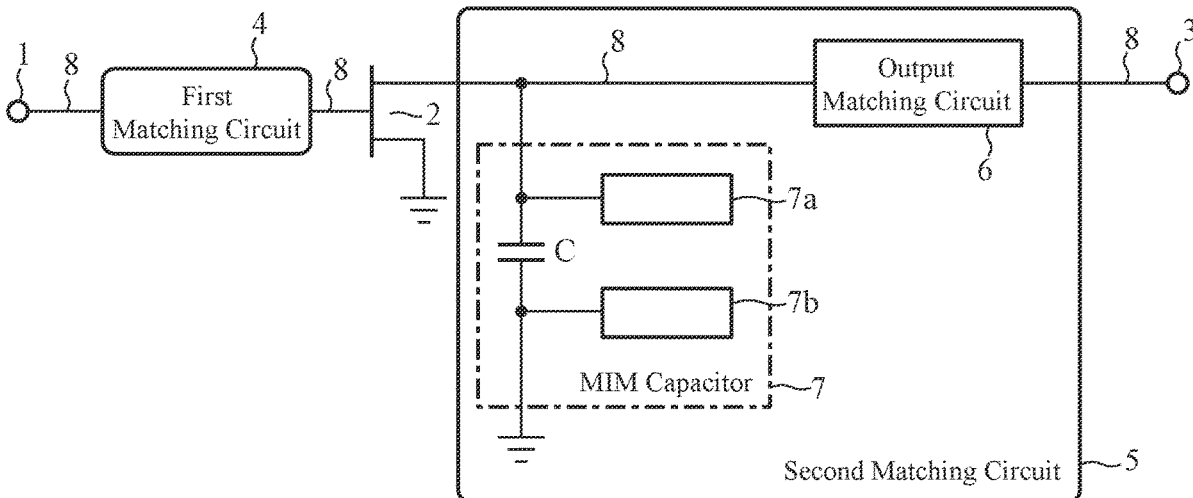 1
8
4
First
Matching Circuit
8
2
8
Output
Matching Circuit
6
8
3
7a
C
7b
MIM Capacitor
7
Second Matching Circuit
5